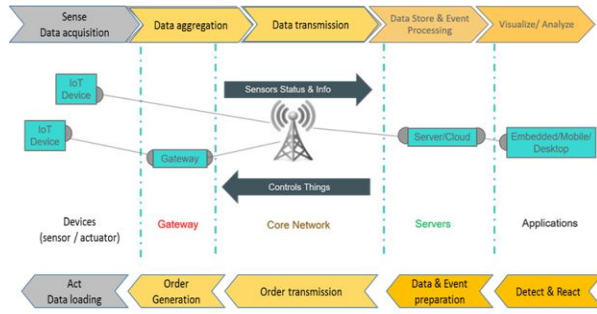 Sense
Data acquisition
Data aggregation
Data transmission
Data Store & Event
Processing
Visualize/ Analyze
IoT
Device
Sensors Status & Info
IoT
Device
Gateway
Server/Cloud
Embedded/Mobile/
Desktop
Controls Things
Devices
(sensor / actuator)
Gateway
Core Network
Servers
Applications
Act
Data loading
Order
Generation
Order transmission
Data & Event
preparation
Detect & React